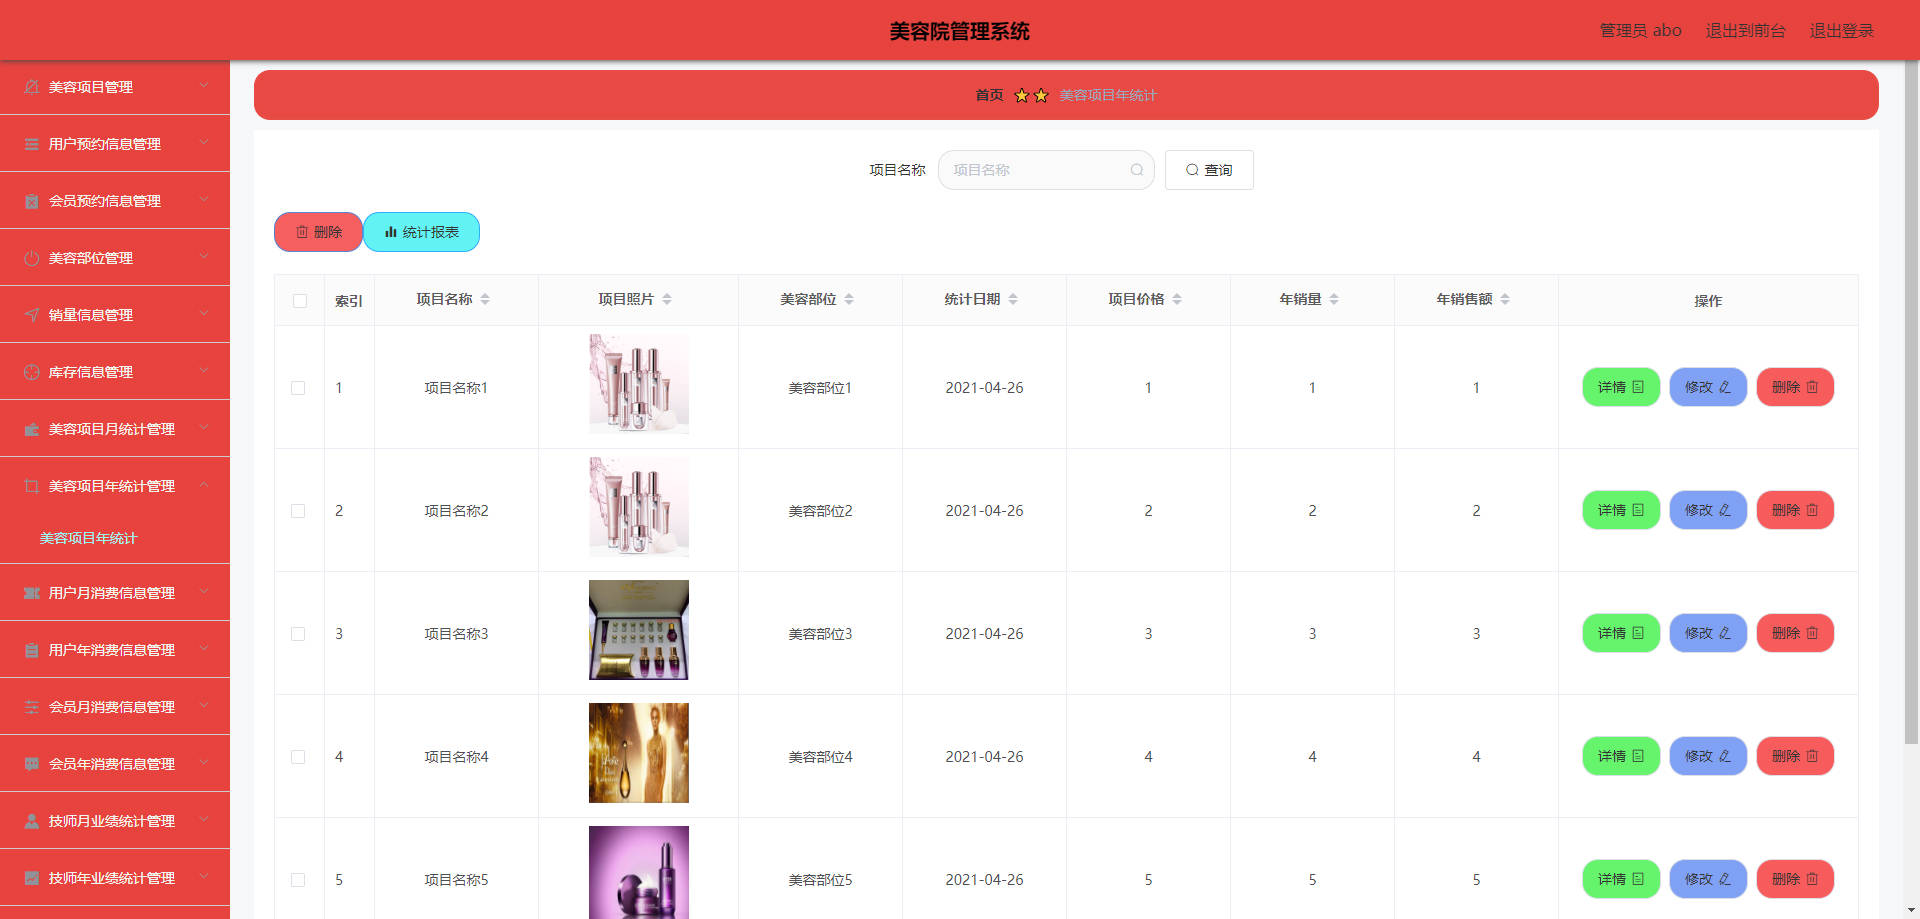 美容院管理系统
管理员 abo 退出到前台 退出登录
美容项目管理
用户预约信息管理
会员预约信息管理
美容部位管理
销量信息管理
库存信息管理
美容项目月统计管理
美容项目年统计管理
美容项目年统计
用户月消费信息管理
用户年消费信息管理
会员月消费信息管理
会员年消费信息管理
技师月业绩统计管理
技师年业绩统计管理
首页 美容项目年统计
项目名称 项目名称 查询
删除 统计报表
索引 项目名称 项目照片 美容部位 统计日期 项目价格 年销量 年销售额 操作
1 项目名称1 美容部位1 2021-04-26 1 1 1 详情 修改 删除
2 项目名称2 美容部位2 2021-04-26 2 2 2 详情 修改 删除
3 项目名称3 美容部位3 2021-04-26 3 3 3 详情 修改 删除
4 项目名称4 美容部位4 2021-04-26 4 4 4 详情 修改 删除
5 项目名称5 美容部位5 2021-04-26 5 5 5 详情 修改 删除